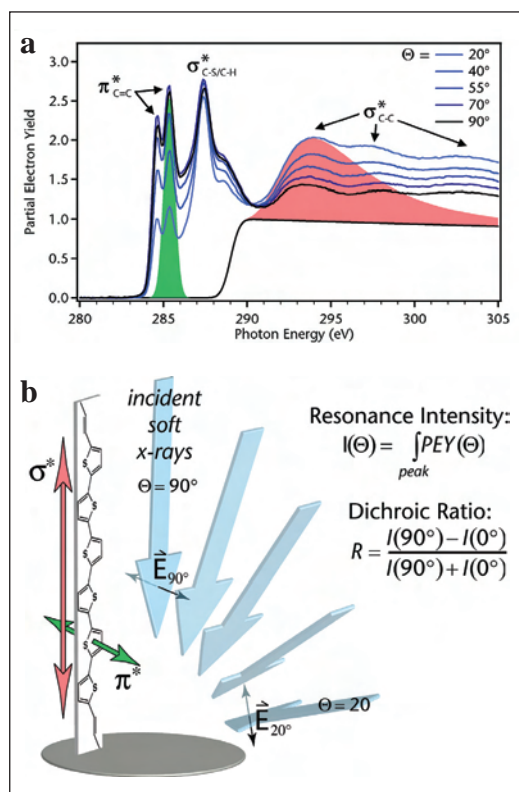 a
π*C=C
σ*C-S/C-H
Θ =
20°
40°
55°
70°
90°
σ*C-C
Partial Electron Yield
3.0
2.5
2.0
1.5
1.0
0.5
0.0
280
285
290
295
300
305
Photon Energy (eV)
b
incident
soft
x-rays
Θ = 90°
Resonance Intensity:
I(Θ) = ∫PEY(Θ)
peak
Dichroic Ratio:
R = I(90°) – I(0°)
I(90°) + I(0°)
σ*
E90°
π*
S
S
S
S
S
S
E20°
Θ = 20